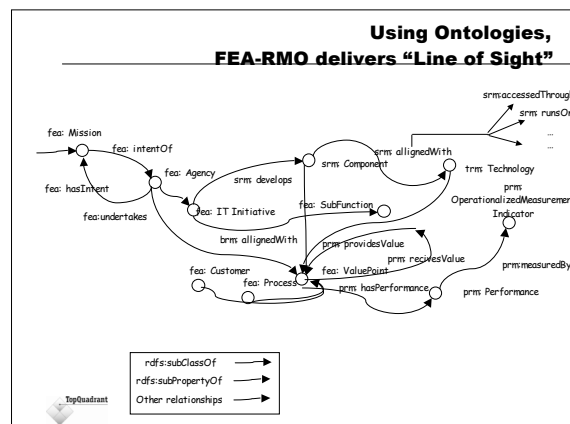 Using Ontologies,
FEA-RMO delivers “Line of Sight”
srm:accessedThrough
srm: runsOn
...
...
fea: Mission
fea: intentOf
srm: allignedWith
fea: Agency
srm: Component
trm: Technology
fea: hasIntent
srm: develops
prm:
OperationalizedMeasurement
Indicator
fea:undertakes
fea: IT Initiative
fea: SubFunction
brm: allignedWith
prm: providesValue
prm: recivesValue
fea: Customer
fea: ValuePoint
prm:measuredBy
fea: Process
prm: hasPerformance
prm: Performance
rdfs:subClassOf
rdfs:subPropertyOf
Other relationships
TopQuadrant